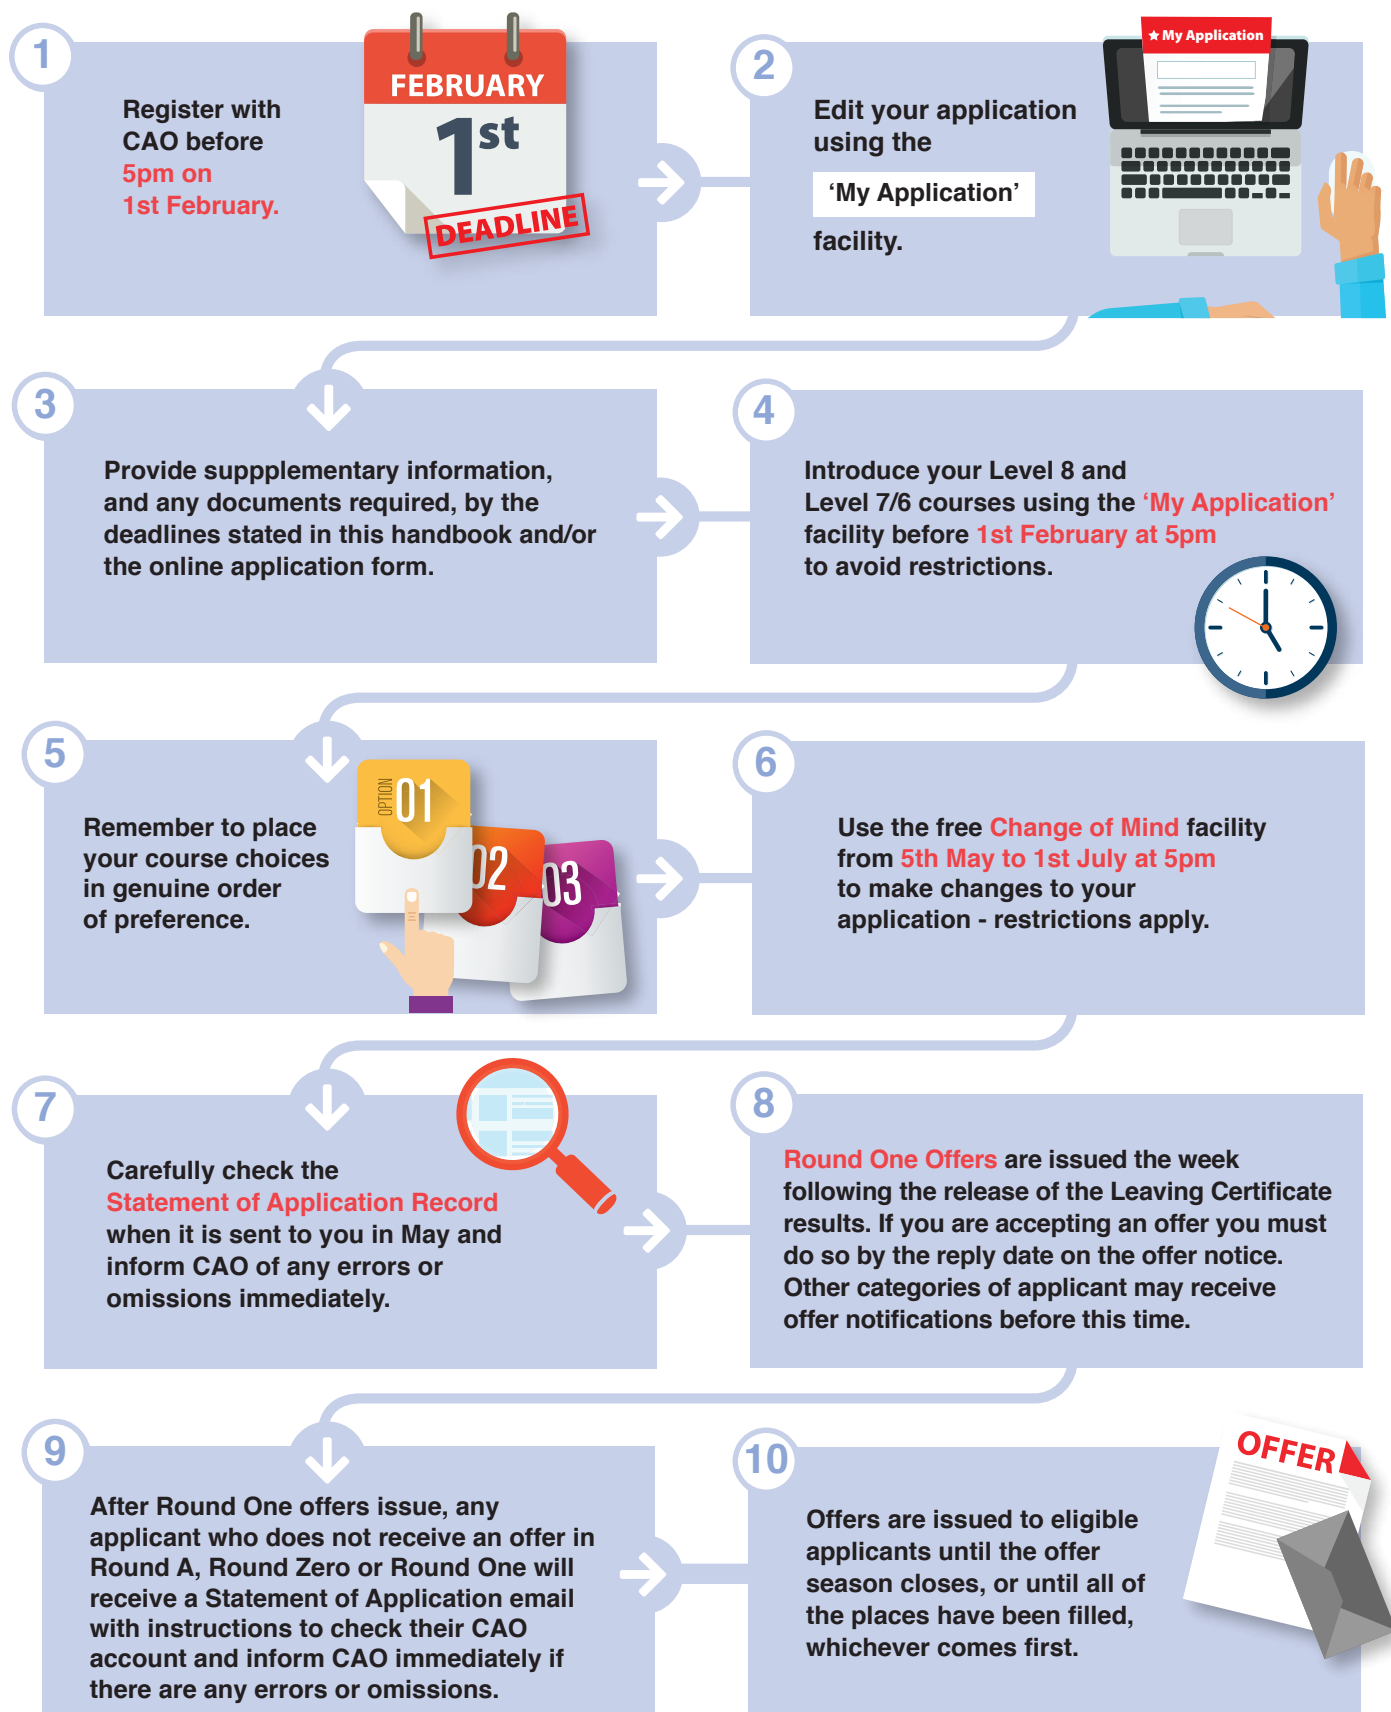 1
Register with
CAO before
5pm on
1st February.
FEBRUARY
1st
DEADLINE
2
Edit your application
using the
‘My Application’
facility.
★ My Application
3
Provide suppplementary information,
and any documents required, by the
deadlines stated in this handbook and/or
the online application form.
4
Introduce your Level 8 and
Level 7/6 courses using the ‘My Application’
facility before 1st February at 5pm
to avoid restrictions.
5
Remember to place
your course choices
in genuine order
of preference.
OPTION 01
02
03
6
Use the free Change of Mind facility
from 5th May to 1st July at 5pm
to make changes to your
application - restrictions apply.
7
Carefully check the
Statement of Application Record
when it is sent to you in May and
inform CAO of any errors or
omissions immediately.
8
Round One Offers are issued the week
following the release of the Leaving Certificate
results. If you are accepting an offer you must
do so by the reply date on the offer notice.
Other categories of applicant may receive
offer notifications before this time.
9
After Round One offers issue, any
applicant who does not receive an offer in
Round A, Round Zero or Round One will
receive a Statement of Application email
with instructions to check their CAO
account and inform CAO immediately if
there are any errors or omissions.
10
Offers are issued to eligible
applicants until the offer
season closes, or until all of
the places have been filled,
whichever comes first.
OFFER